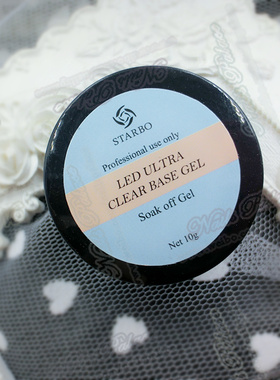 STARBO
Professional use only
LED ULTRA
CLEAR BASE GEL
Soak off Gel
Net 10g